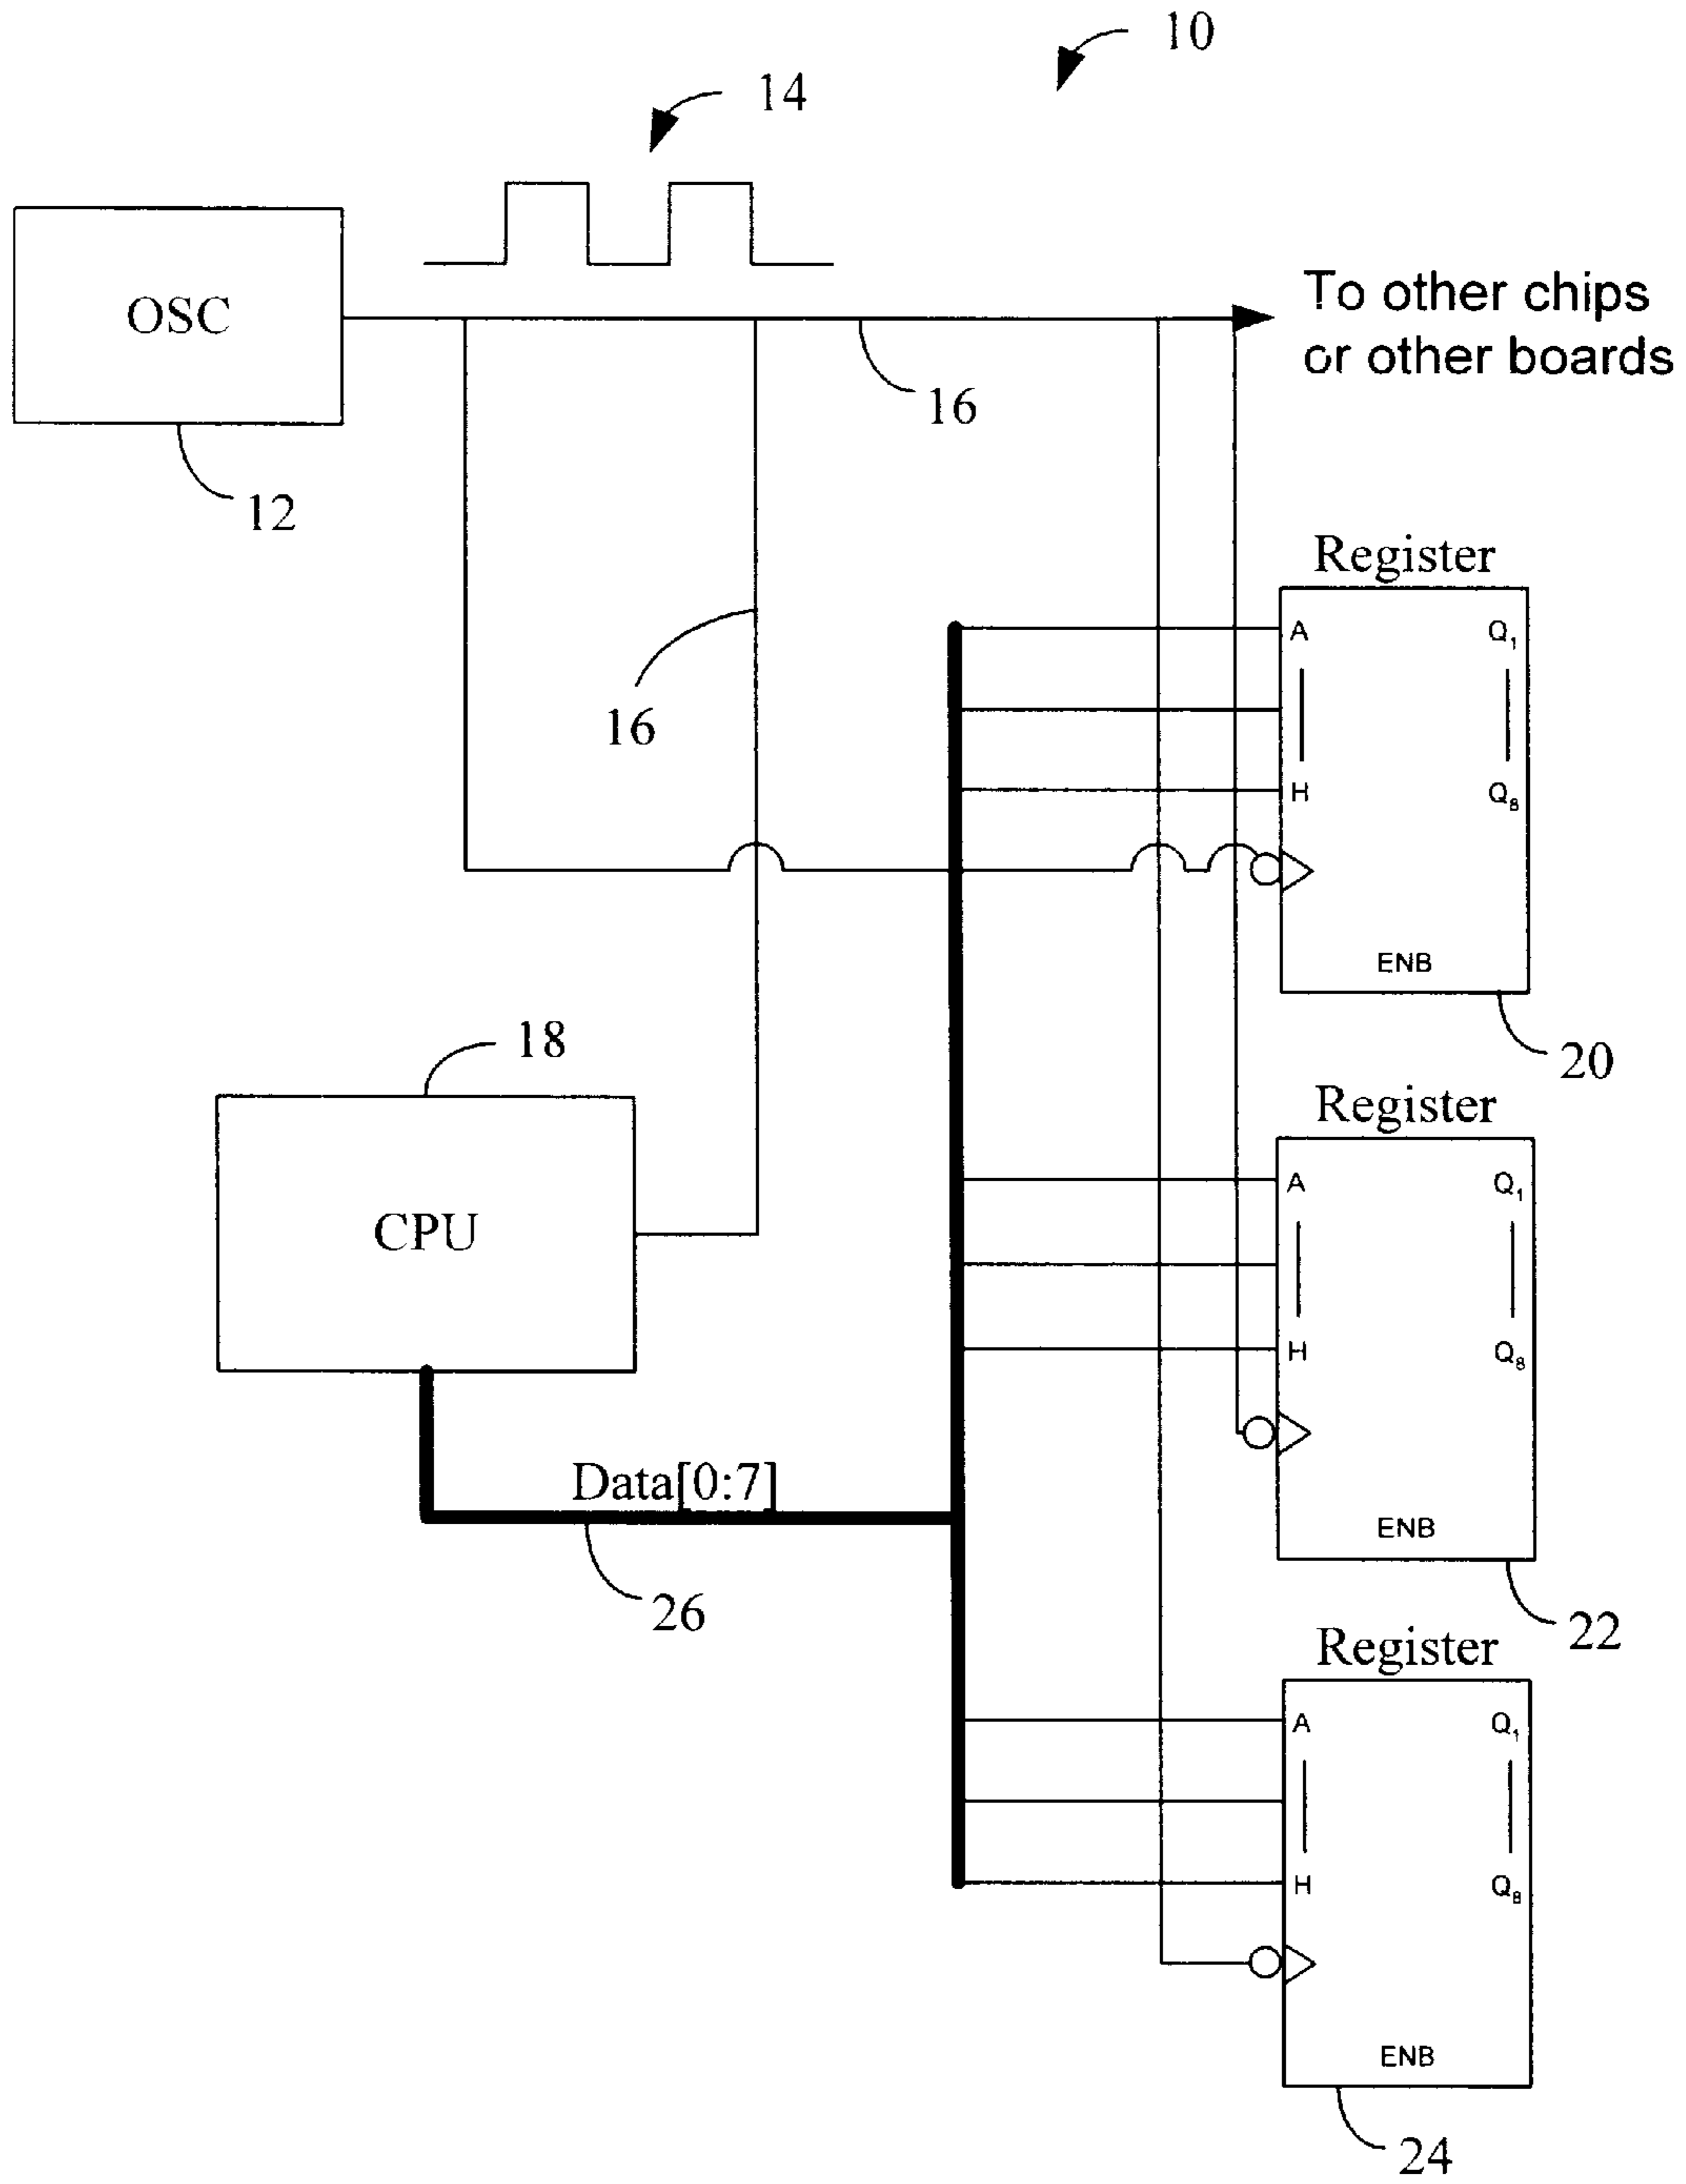 10
14
OSC
To other chips
or other boards
16
12
Register
A
Q1
16
H
Q8
ENB
18
20
Register
A
Q1
CPU
H
Q8
Data[0:7]
ENB
26
22
Register
A
Q1
H
Q8
ENB
24